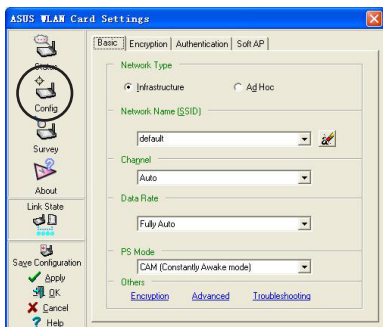 ASUS WLAN Card Settings
Status
Config
Survey
About
Link State
Save Configuration
Apply
OK
Cancel
Help
Basic
Encryption
Authentication
Soft AP
Network Type
Infrastructure
Ad Hoc
Network Name (SSID)
default
Channel
Auto
Data Rate
Fully Auto
PS Mode
CAM (Constantly Awake mode)
Others
Encryption
Advanced
Troubleshooting